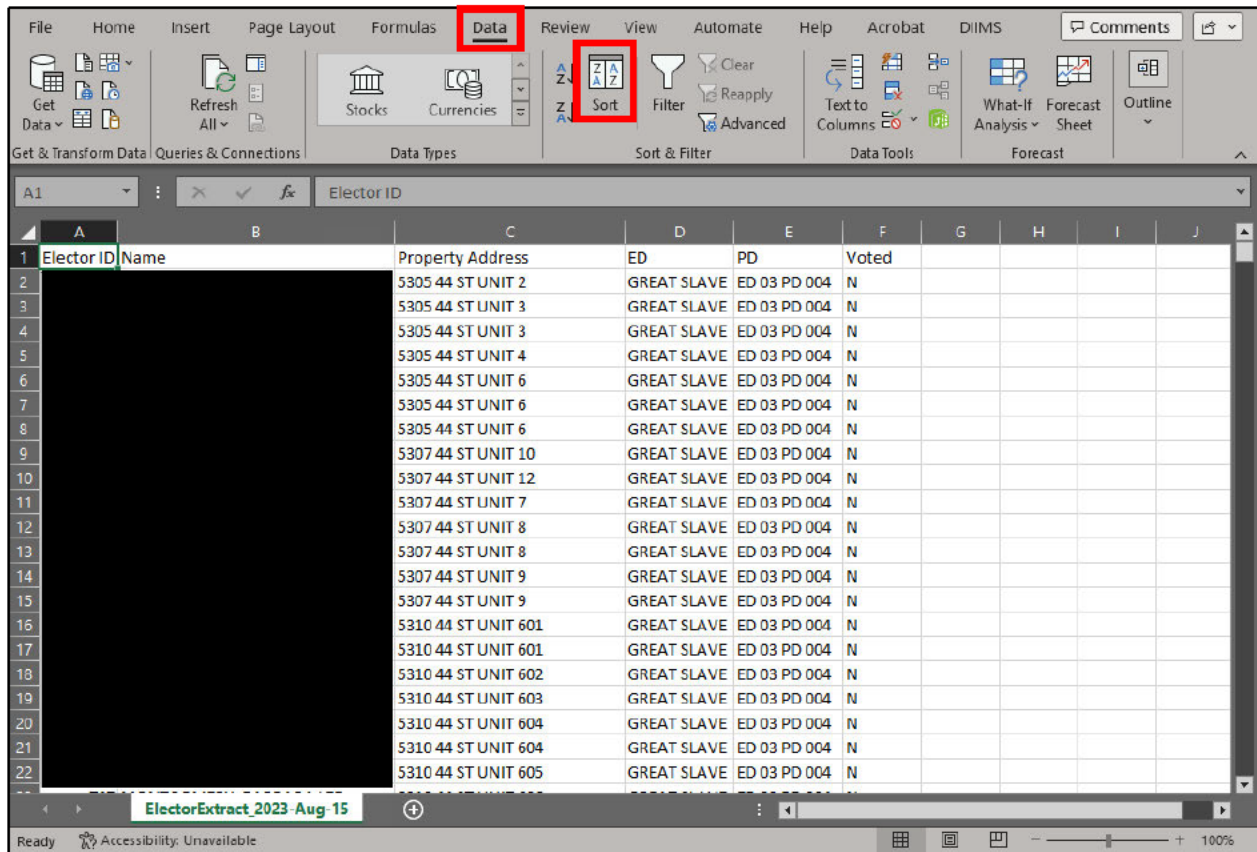 File Home Insert Page Layout Formulas Data Review View Automate Help Acrobat DIIMS Comments
Get Data
Refresh All
Stocks
Currencies
Sort
Filter
Clear
Reapply
Advanced
Text to Columns
What-If Analysis
Forecast Sheet
Outline
Get & Transform Data Queries & Connections Data Types Sort & Filter Data Tools Forecast
A1 fx Elector ID
A B C D E F G H I J
1 Elector ID Name Property Address ED PD Voted
2 5305 44 ST UNIT 2 GREAT SLAVE ED 03 PD 004 N
3 5305 44 ST UNIT 3 GREAT SLAVE ED 03 PD 004 N
4 5305 44 ST UNIT 3 GREAT SLAVE ED 03 PD 004 N
5 5305 44 ST UNIT 4 GREAT SLAVE ED 03 PD 004 N
6 5305 44 ST UNIT 6 GREAT SLAVE ED 03 PD 004 N
7 5305 44 ST UNIT 6 GREAT SLAVE ED 03 PD 004 N
8 5305 44 ST UNIT 6 GREAT SLAVE ED 03 PD 004 N
9 5307 44 ST UNIT 10 GREAT SLAVE ED 03 PD 004 N
10 5307 44 ST UNIT 12 GREAT SLAVE ED 03 PD 004 N
11 5307 44 ST UNIT 7 GREAT SLAVE ED 03 PD 004 N
12 5307 44 ST UNIT 8 GREAT SLAVE ED 03 PD 004 N
13 5307 44 ST UNIT 8 GREAT SLAVE ED 03 PD 004 N
14 5307 44 ST UNIT 9 GREAT SLAVE ED 03 PD 004 N
15 5307 44 ST UNIT 9 GREAT SLAVE ED 03 PD 004 N
16 5310 44 ST UNIT 601 GREAT SLAVE ED 03 PD 004 N
17 5310 44 ST UNIT 601 GREAT SLAVE ED 03 PD 004 N
18 5310 44 ST UNIT 602 GREAT SLAVE ED 03 PD 004 N
19 5310 44 ST UNIT 603 GREAT SLAVE ED 03 PD 004 N
20 5310 44 ST UNIT 604 GREAT SLAVE ED 03 PD 004 N
21 5310 44 ST UNIT 604 GREAT SLAVE ED 03 PD 004 N
22 5310 44 ST UNIT 605 GREAT SLAVE ED 03 PD 004 N
ElectorExtract_2023-Aug-15
Ready Accessibility: Unavailable 100%